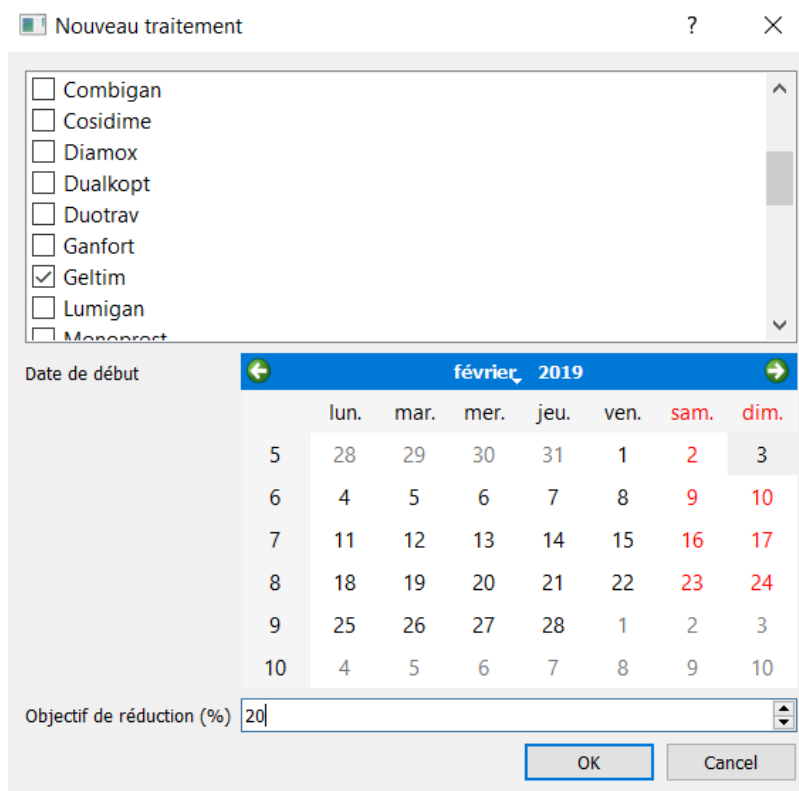 Nouveau traitement ?
Combigan
Cosidime
Diamox
Dualkopt
Duotrav
Ganfort
Geltim
Lumigan
Monoprost
Date de début
février 2019
lun. mar. mer. jeu. ven. sam. dim.
5 28 29 30 31 1 2 3
6 4 5 6 7 8 9 10
7 11 12 13 14 15 16 17
8 18 19 20 21 22 23 24
9 25 26 27 28 1 2 3
10 4 5 6 7 8 9 10
Objectif de réduction (%) 20
OK Cancel